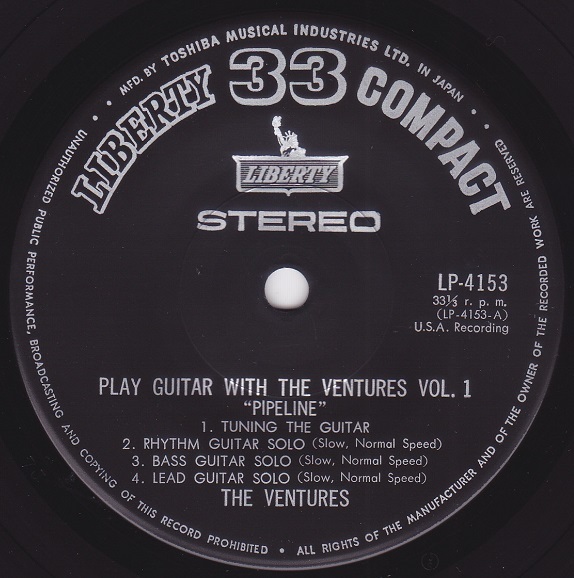 • MFD. BY TOSHIBA MUSICAL INDUSTRIES LTD. IN JAPAN •
LIBERTY 33 COMPACT
LIBERTY
STEREO
LP-4153
33⅓ r. p. m.
(LP-4153-A)
U.S.A. Recording
PLAY GUITAR WITH THE VENTURES VOL. 1
"PIPELINE"
1. TUNING THE GUITAR
2. RHYTHM GUITAR SOLO (Slow, Normal Speed)
3. BASS GUITAR SOLO (Slow, Normal Speed)
4. LEAD GUITAR SOLO (Slow, Normal Speed)
THE VENTURES
• UNAUTHORIZED PUBLIC PERFORMANCE, BROADCASTING AND COPYING OF THIS RECORD PROHIBITED • ALL RIGHTS OF THE MANUFACTURER AND OF THE OWNER OF THE RECORDED WORK ARE RESERVED •